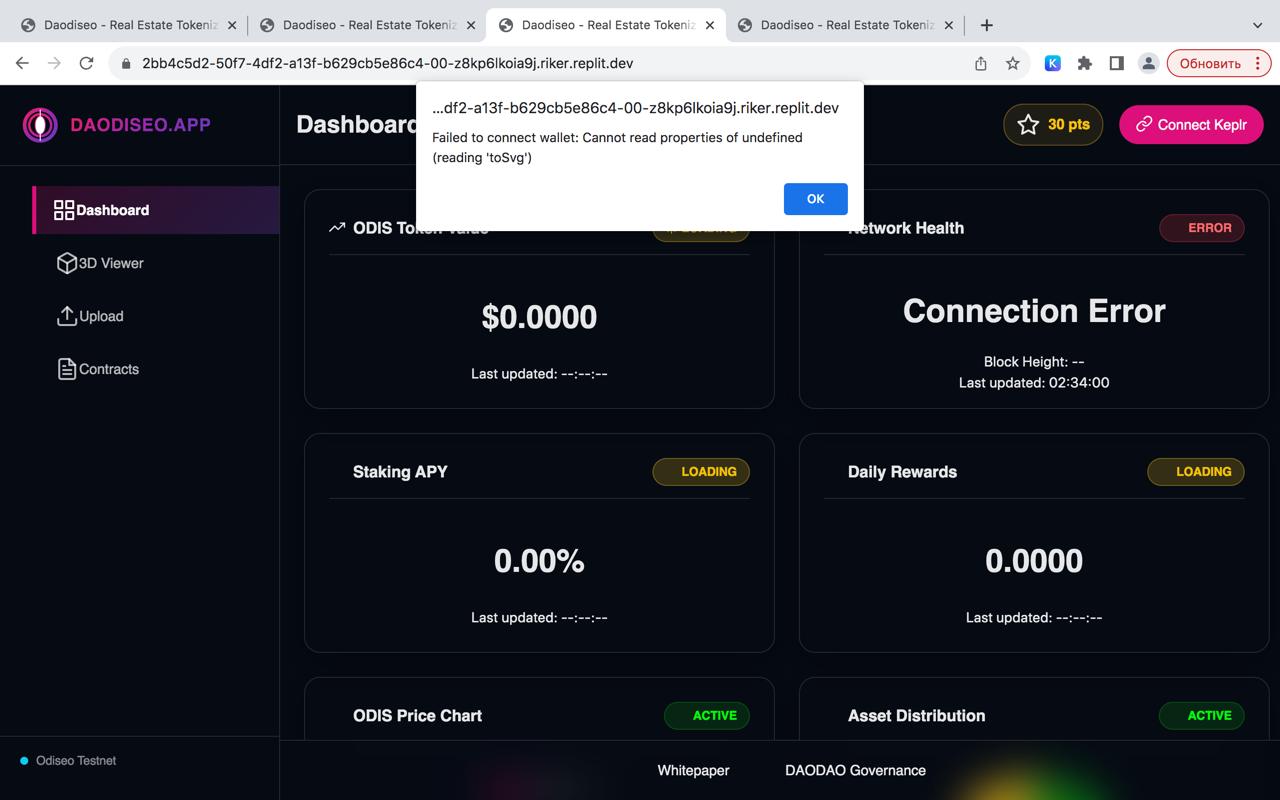 Daodiseo - Real Estate Tokeniz
Daodiseo - Real Estate Tokeniz
Daodiseo - Real Estate Tokeniz
Daodiseo - Real Estate Tokeniz
2bb4c5d2-50f7-4df2-a13f-b629cb5e86c4-00-z8kp6lkoia9j.riker.replit.dev
K
Обновить
...df2-a13f-b629cb5e86c4-00-z8kp6lkoia9j.riker.replit.dev
Failed to connect wallet: Cannot read properties of undefined
(reading 'toSvg')
OK
DAODISEO.APP
Dashboard
30 pts
Connect Keplr
Dashboard
3D Viewer
Upload
Contracts
ODIS Token Value
LOADING
$0.0000
Last updated: --:--:--
Network Health
ERROR
Connection Error
Block Height: --
Last updated: 02:34:00
Staking APY
LOADING
0.00%
Last updated: --:--:--
Daily Rewards
LOADING
0.0000
Last updated: --:--:--
ODIS Price Chart
ACTIVE
Asset Distribution
ACTIVE
Odiseo Testnet
Whitepaper
DAODAO Governance